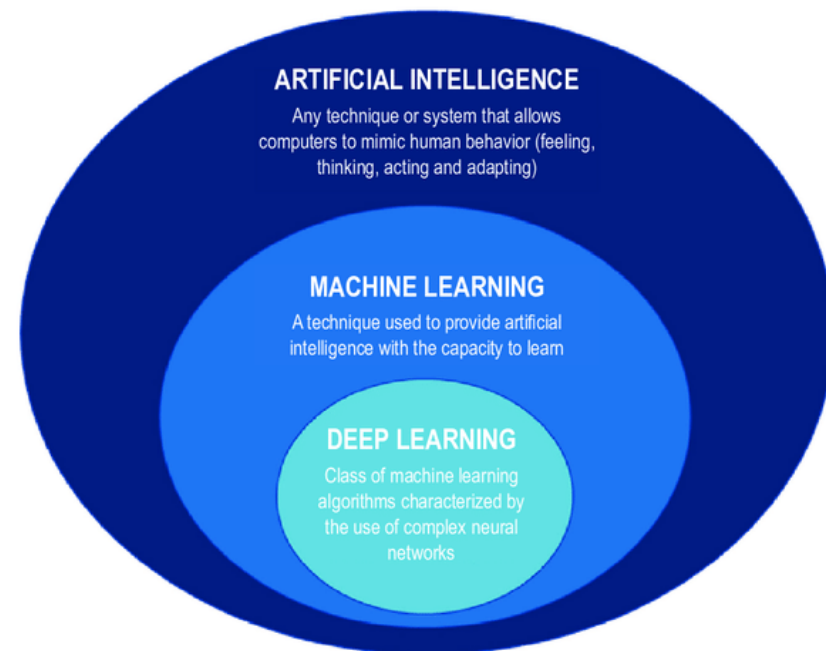 ARTIFICIAL INTELLIGENCE
Any technique or system that allows
computers to mimic human behavior (feeling,
thinking, acting and adapting)
MACHINE LEARNING
A technique used to provide artificial
intelligence with the capacity to learn
DEEP LEARNING
Class of machine learning
algorithms characterized by
the use of complex neural
networks